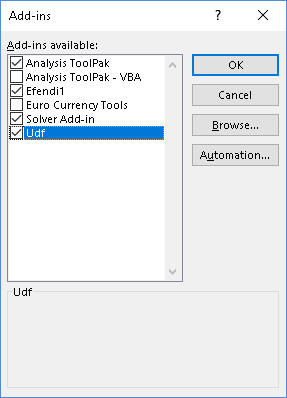 Add-ins
Add-ins available:
Analysis ToolPak
Analysis ToolPak - VBA
Efendi1
Euro Currency Tools
Solver Add-in
Udf
OK
Cancel
Browse...
Automation...
Udf